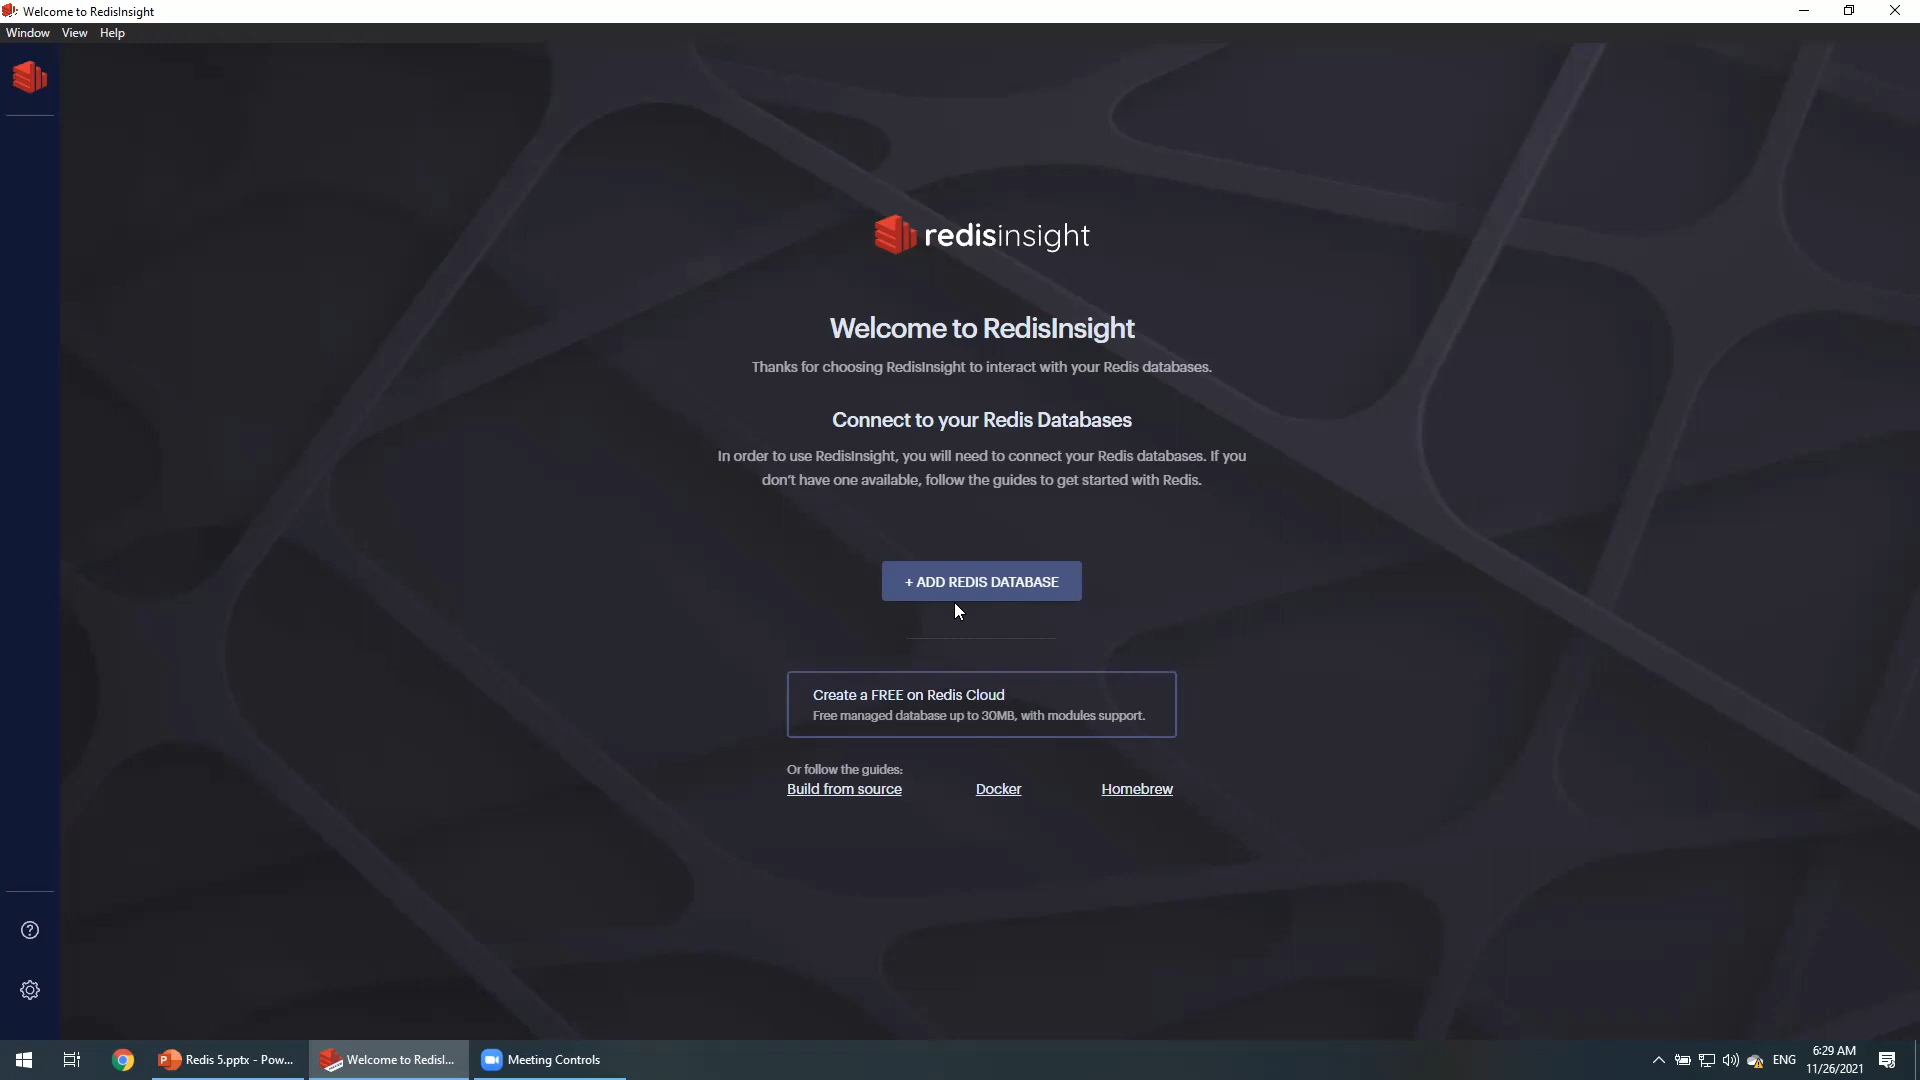 Welcome to RedisInsight
Window View Help
redisinsight
Welcome to RedisInsight
Thanks for choosing RedisInsight to interact with your Redis databases.
Connect to your Redis Databases
In order to use RedisInsight, you will need to connect your Redis databases. If you
don't have one available, follow the guides to get started with Redis.
+ ADD REDIS DATABASE
Create a FREE on Redis Cloud
Free managed database up to 30MB, with modules support.
Or follow the guides:
Build from source Docker Homebrew
Redis 5.pptx - Pow... Welcome to RedisI... Meeting Controls ENG 6:29 AM
11/26/2021